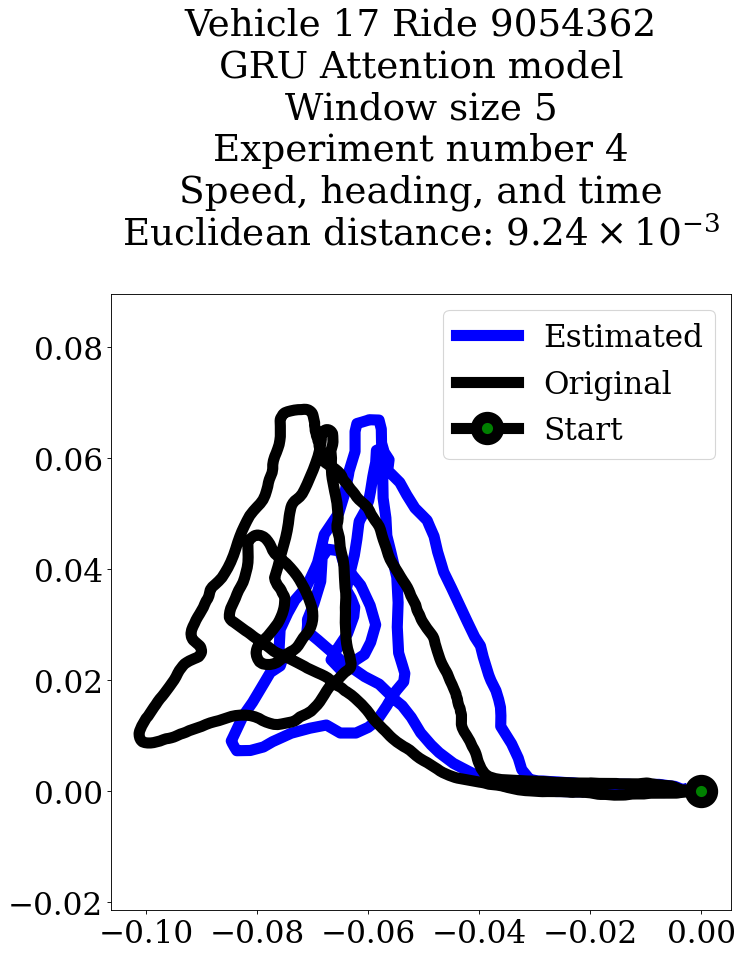 Vehicle 17 Ride 9054362
GRU Attention model
Window size 5
Experiment number 4
Speed, heading, and time
Euclidean distance: 9.24 × 10⁻³
Estimated
Original
Start
0.08
0.06
0.04
0.02
0.00
−0.02
−0.10 −0.08 −0.06 −0.04 −0.02 0.00